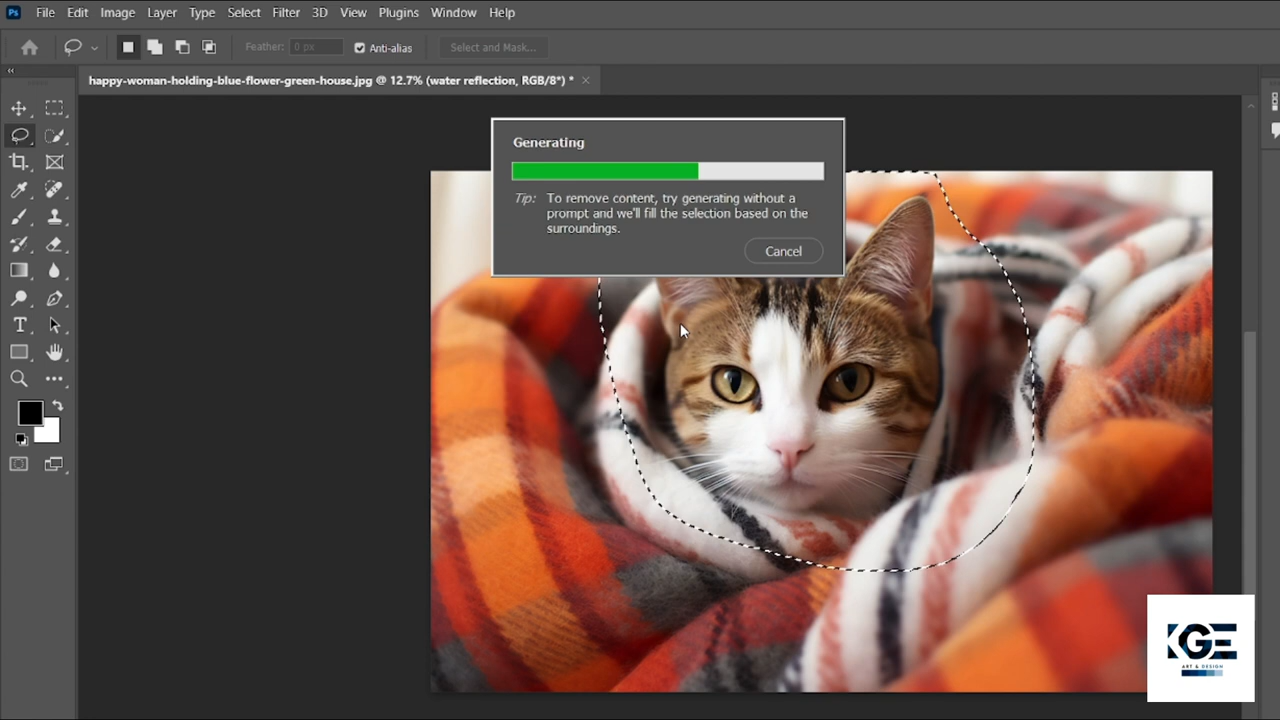 Ps File Edit Image Layer Type Select Filter 3D View Plugins Window Help
Feather: 0 px Anti-alias Select and Mask...
happy-woman-holding-blue-flower-green-house.jpg @ 12.7% (water reflection, RGB/8*) * ×
Generating
Tip: To remove content, try generating without a
prompt and we'll fill the selection based on the
surroundings.
Cancel
T
KGE
ART & DESIGN